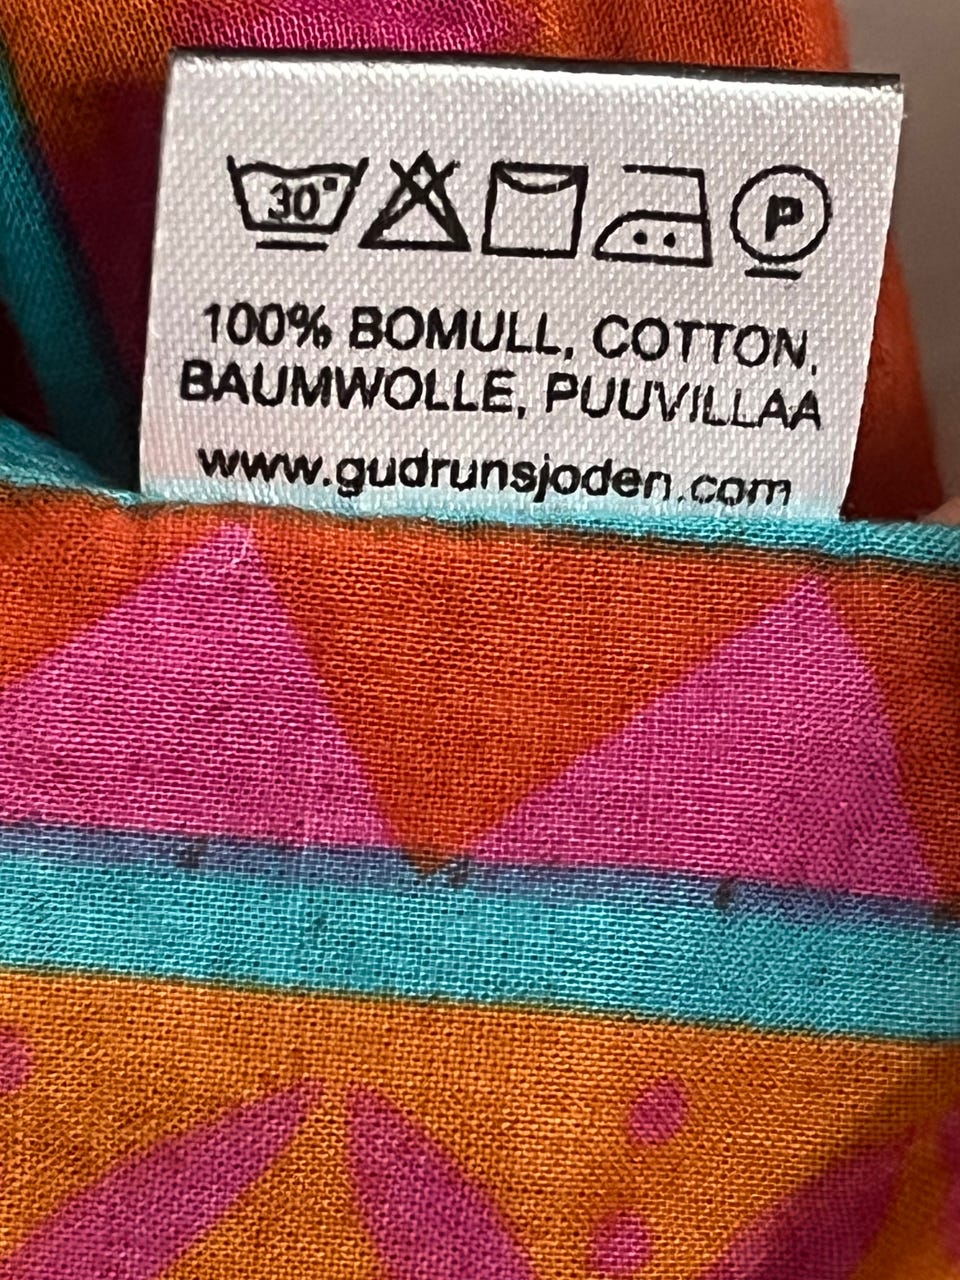 30°
P
100% BOMULL, COTTON,
BAUMWOLLE, PUUVILLAA
www.gudrunsjoden.com